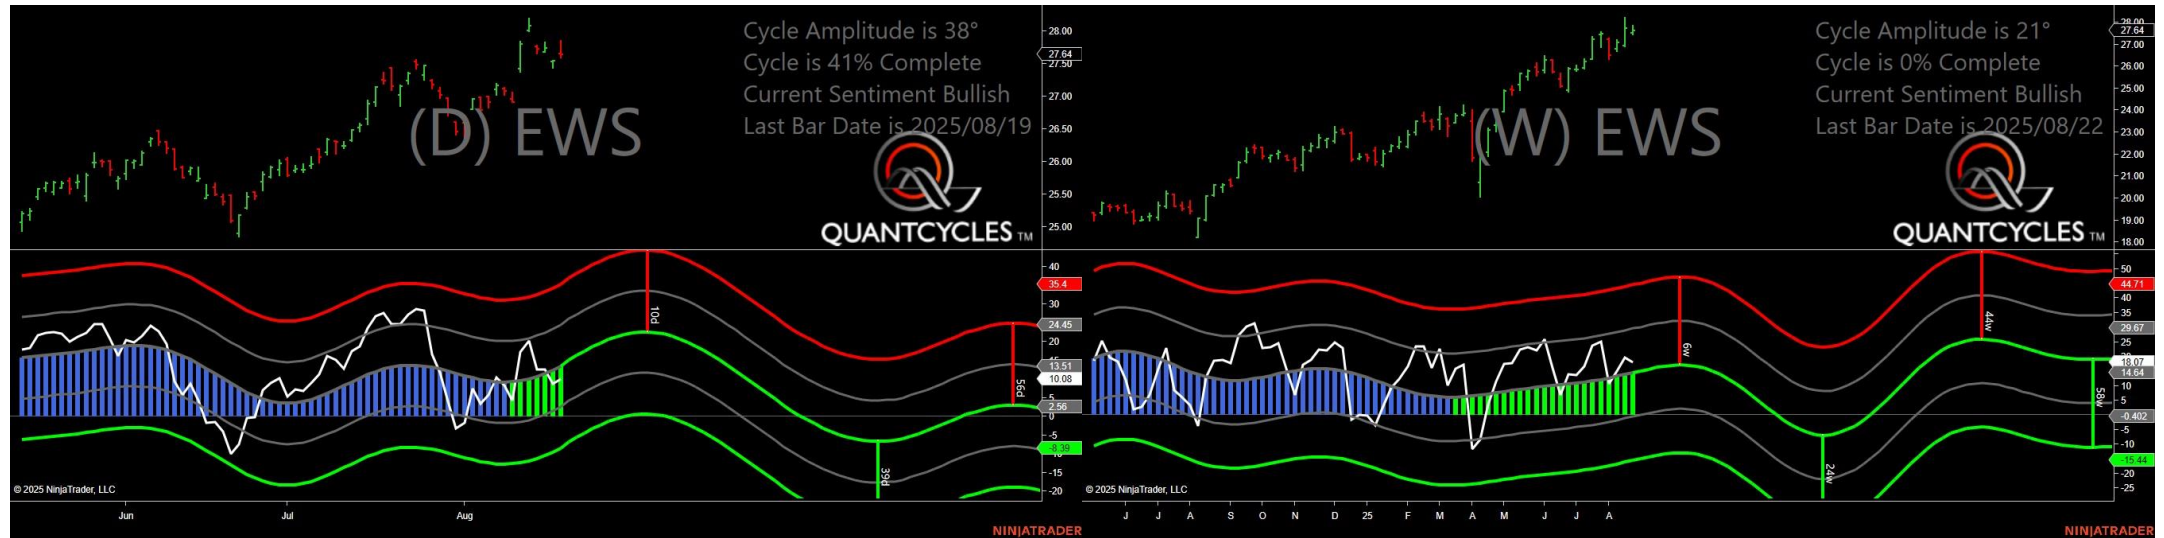 Cycle Amplitude is 38°
Cycle is 41% Complete
Current Sentiment Bullish
Last Bar Date is 2025/08/19
(D) EWS
QUANTCYCLES TM
28.00
27.64
27.50
27.00
26.50
26.00
25.50
25.00
40
35.4
30
24.45
20
13.51
10.08
5
2.56
0
-5
-8.39
-15
-20
10d
39d
56d
© 2025 NinjaTrader, LLC
Jun Jul Aug
NINJATRADER
Cycle Amplitude is 21°
Cycle is 0% Complete
Current Sentiment Bullish
Last Bar Date is 2025/08/22
(W) EWS
QUANTCYCLES TM
28.00
27.64
27.00
26.00
25.00
24.00
23.00
22.00
21.00
20.00
19.00
18.00
50
44.71
40
35
29.67
25
18.07
14.64
10
5
-0.402
-5
-10
-15.44
-20
-25
6w
24w
44w
58w
© 2025 NinjaTrader, LLC
J J A S O N D 25 F M A M J J A
NINJATRADER